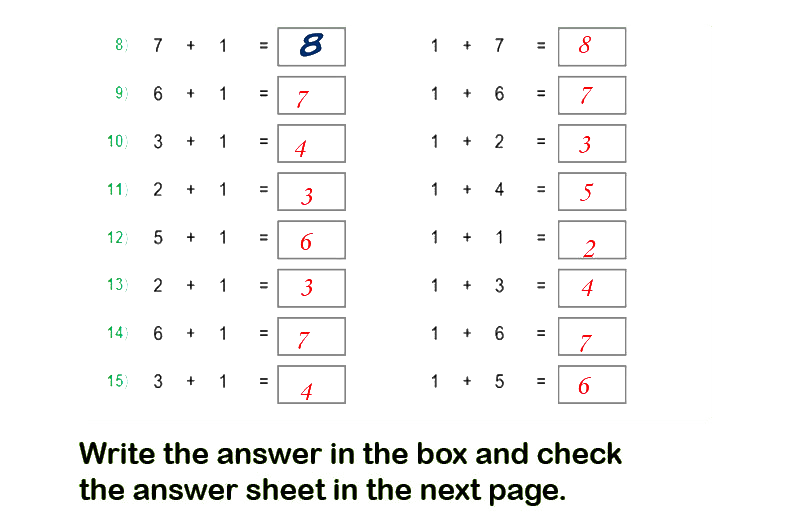 8) 7 + 1 = 8 1 + 7 = 8
9) 6 + 1 = 7 1 + 6 = 7
10) 3 + 1 = 4 1 + 2 = 3
11) 2 + 1 = 3 1 + 4 = 5
12) 5 + 1 = 6 1 + 1 = 2
13) 2 + 1 = 3 1 + 3 = 4
14) 6 + 1 = 7 1 + 6 = 7
15) 3 + 1 = 4 1 + 5 = 6
Write the answer in the box and check
the answer sheet in the next page.